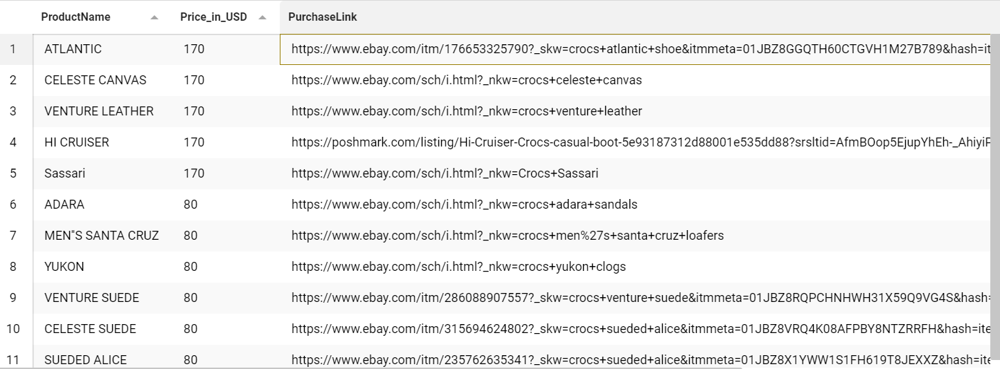 ProductName Price_in_USD PurchaseLink
1 ATLANTIC 170 https://www.ebay.com/itm/176653325790?_skw=crocs+atlantic+shoe&itmmeta=01JBZ8GGQTH60CTGVH1M27B789&hash=it
2 CELESTE CANVAS 170 https://www.ebay.com/sch/i.html?_nkw=crocs+celeste+canvas
3 VENTURE LEATHER 170 https://www.ebay.com/sch/i.html?_nkw=crocs+venture+leather
4 HI CRUISER 170 https://poshmark.com/listing/Hi-Cruiser-Crocs-casual-boot-5e93187312d88001e535dd88?srsltid=AfmBOop5EjupYhEh-_AhiyiP
5 Sassari 170 https://www.ebay.com/sch/i.html?_nkw=Crocs+Sassari
6 ADARA 80 https://www.ebay.com/sch/i.html?_nkw=crocs+adara+sandals
7 MEN"S SANTA CRUZ 80 https://www.ebay.com/sch/i.html?_nkw=crocs+men%27s+santa+cruz+loafers
8 YUKON 80 https://www.ebay.com/sch/i.html?_nkw=crocs+yukon+clogs
9 VENTURE SUEDE 80 https://www.ebay.com/itm/286088907557?_skw=crocs+venture+suede&itmmeta=01JBZ8RQPCHNHWH31X59Q9VG4S&hash=
10 CELESTE SUEDE 80 https://www.ebay.com/itm/315694624802?_skw=crocs+sueded+alice&itmmeta=01JBZ8VRQ4K08AFPBY8NTZRRFH&hash=ite
11 SUEDED ALICE 80 https://www.ebay.com/itm/235762635341?_skw=crocs+sueded+alice&itmmeta=01JBZ8X1YWW1S1FH619T8JEXXZ&hash=ite